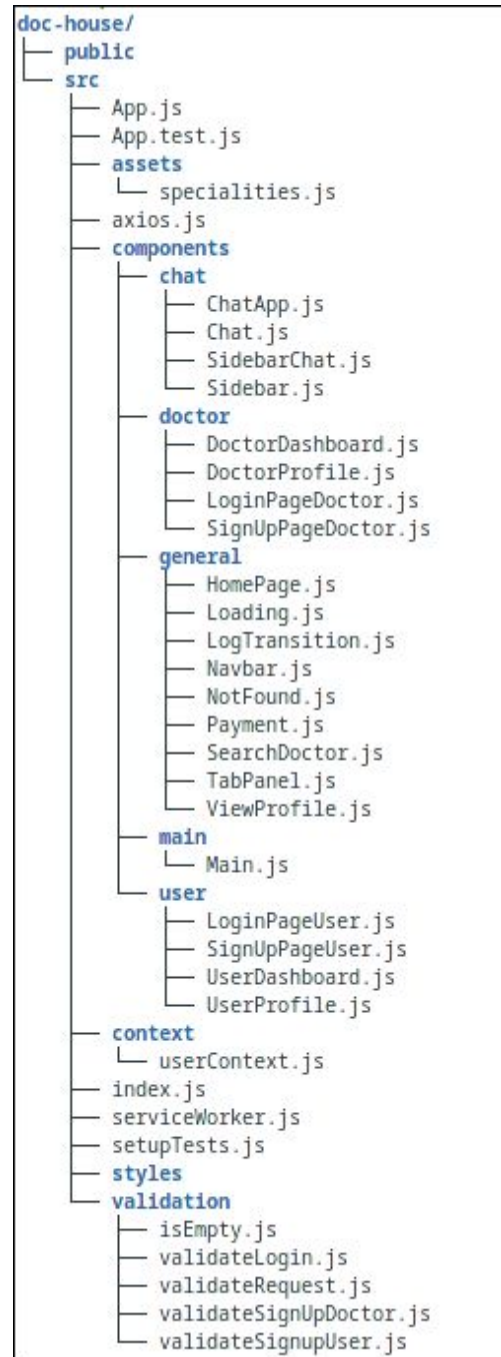 doc-house/
├── public
└── src
    ├── App.js
    ├── App.test.js
    ├── assets
    │   └── specialities.js
    ├── axios.js
    ├── components
    │   ├── chat
    │   │   ├── ChatApp.js
    │   │   ├── Chat.js
    │   │   ├── SidebarChat.js
    │   │   └── Sidebar.js
    │   ├── doctor
    │   │   ├── DoctorDashboard.js
    │   │   ├── DoctorProfile.js
    │   │   ├── LoginPageDoctor.js
    │   │   └── SignUpPageDoctor.js
    │   ├── general
    │   │   ├── HomePage.js
    │   │   ├── Loading.js
    │   │   ├── LogTransition.js
    │   │   ├── Navbar.js
    │   │   ├── NotFound.js
    │   │   ├── Payment.js
    │   │   ├── SearchDoctor.js
    │   │   ├── TabPanel.js
    │   │   └── ViewProfile.js
    │   ├── main
    │   │   └── Main.js
    │   └── user
    │       ├── LoginPageUser.js
    │       ├── SignUpPageUser.js
    │       ├── UserDashboard.js
    │       └── UserProfile.js
    ├── context
    │   └── userContext.js
    ├── index.js
    ├── serviceWorker.js
    ├── setupTests.js
    ├── styles
    └── validation
        ├── isEmpty.js
        ├── validateLogin.js
        ├── validateRequest.js
        ├── validateSignUpDoctor.js
        └── validateSignupUser.js